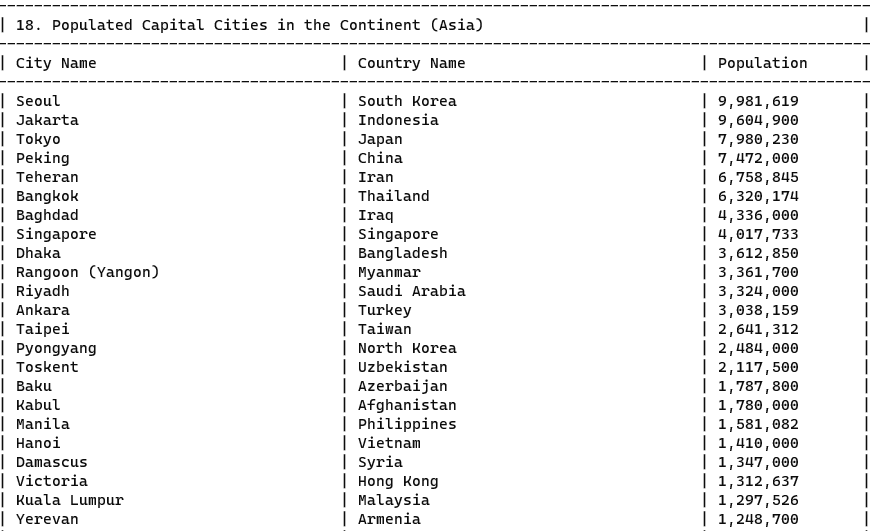 18. Populated Capital Cities in the Continent (Asia)
City Name | Country Name | Population
Seoul | South Korea | 9,981,619
Jakarta | Indonesia | 9,604,900
Tokyo | Japan | 7,980,230
Peking | China | 7,472,000
Teheran | Iran | 6,758,845
Bangkok | Thailand | 6,320,174
Baghdad | Iraq | 4,336,000
Singapore | Singapore | 4,017,733
Dhaka | Bangladesh | 3,612,850
Rangoon (Yangon) | Myanmar | 3,361,700
Riyadh | Saudi Arabia | 3,324,000
Ankara | Turkey | 3,038,159
Taipei | Taiwan | 2,641,312
Pyongyang | North Korea | 2,484,000
Toskent | Uzbekistan | 2,117,500
Baku | Azerbaijan | 1,787,800
Kabul | Afghanistan | 1,780,000
Manila | Philippines | 1,581,082
Hanoi | Vietnam | 1,410,000
Damascus | Syria | 1,347,000
Victoria | Hong Kong | 1,312,637
Kuala Lumpur | Malaysia | 1,297,526
Yerevan | Armenia | 1,248,700